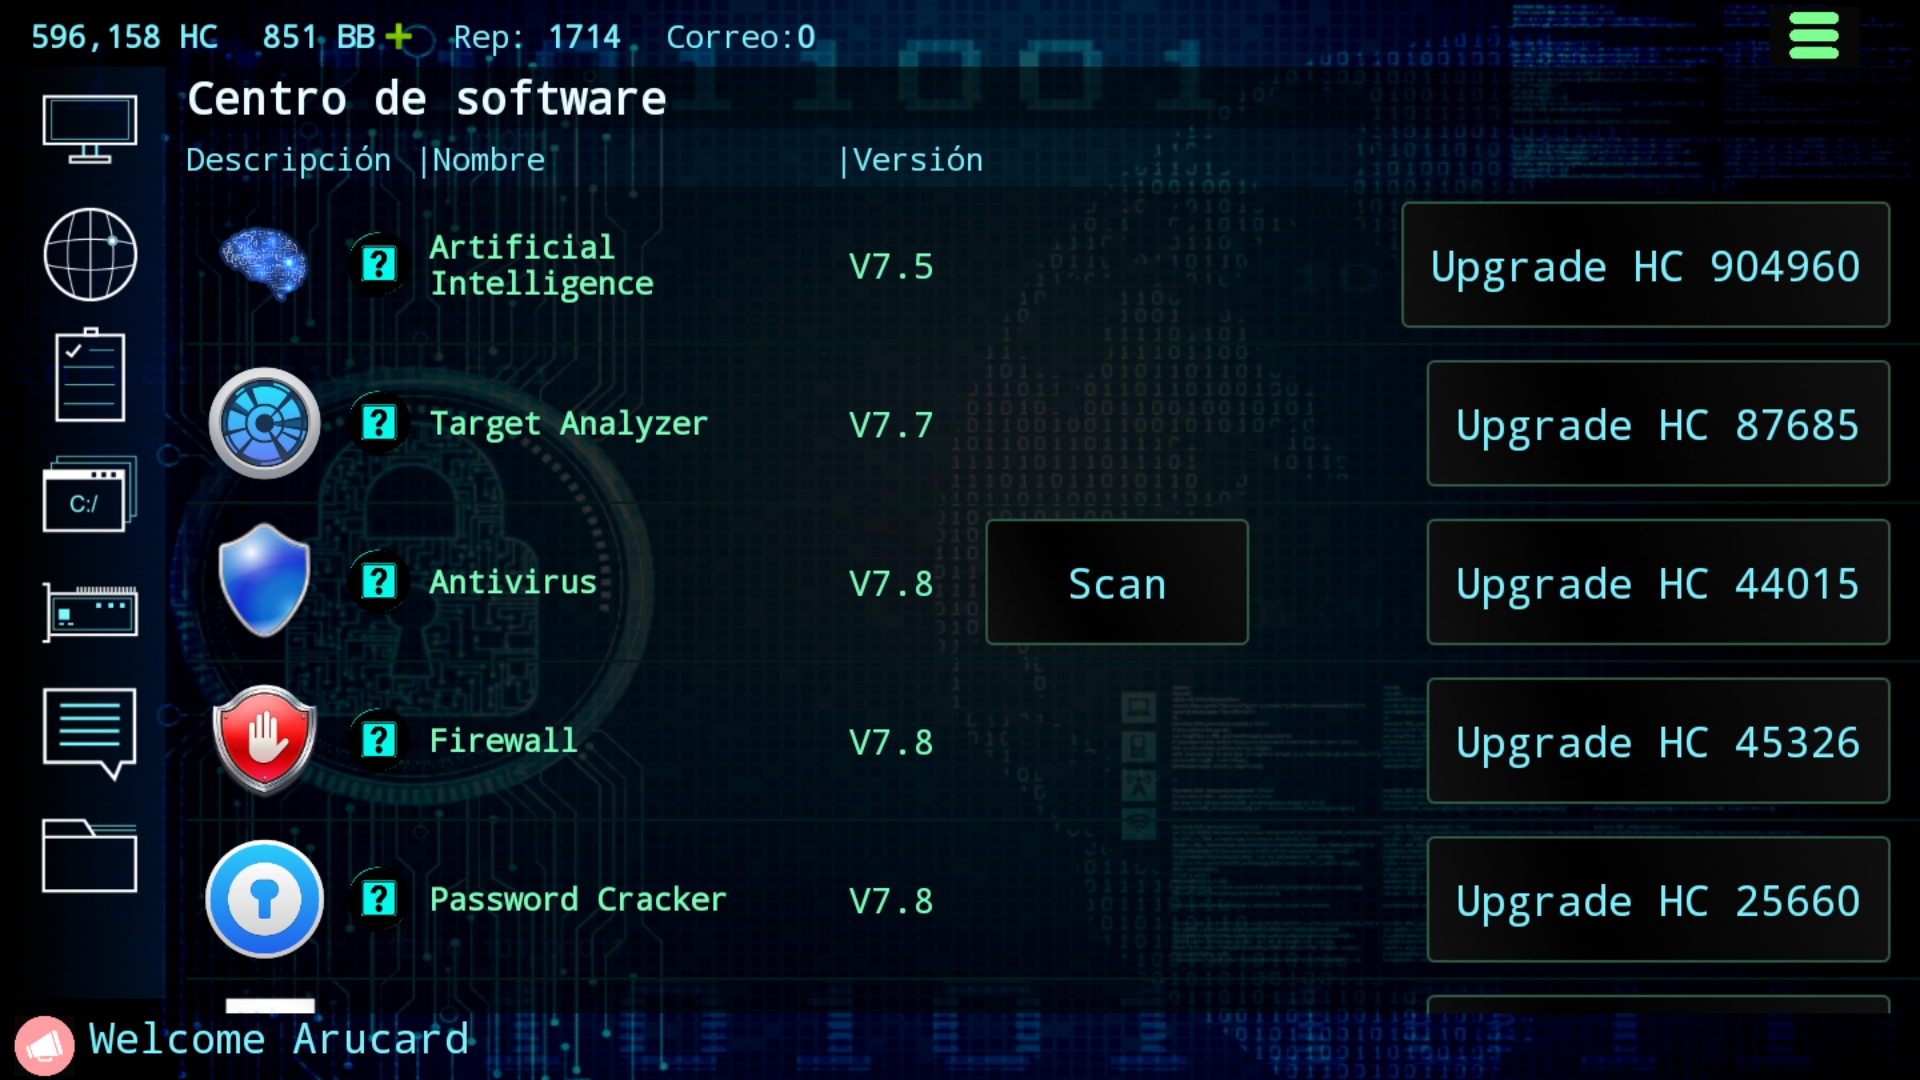 596,158 HC 851 BB Rep: 1714 Correo:0
Centro de software
Descripción |Nombre |Versión
Artificial Intelligence V7.5 Upgrade HC 904960
? Target Analyzer V7.7 Upgrade HC 87685
? Antivirus V7.8 Scan Upgrade HC 44015
? Firewall V7.8 Upgrade HC 45326
C:/
? Password Cracker V7.8 Upgrade HC 25660
Welcome Arucard